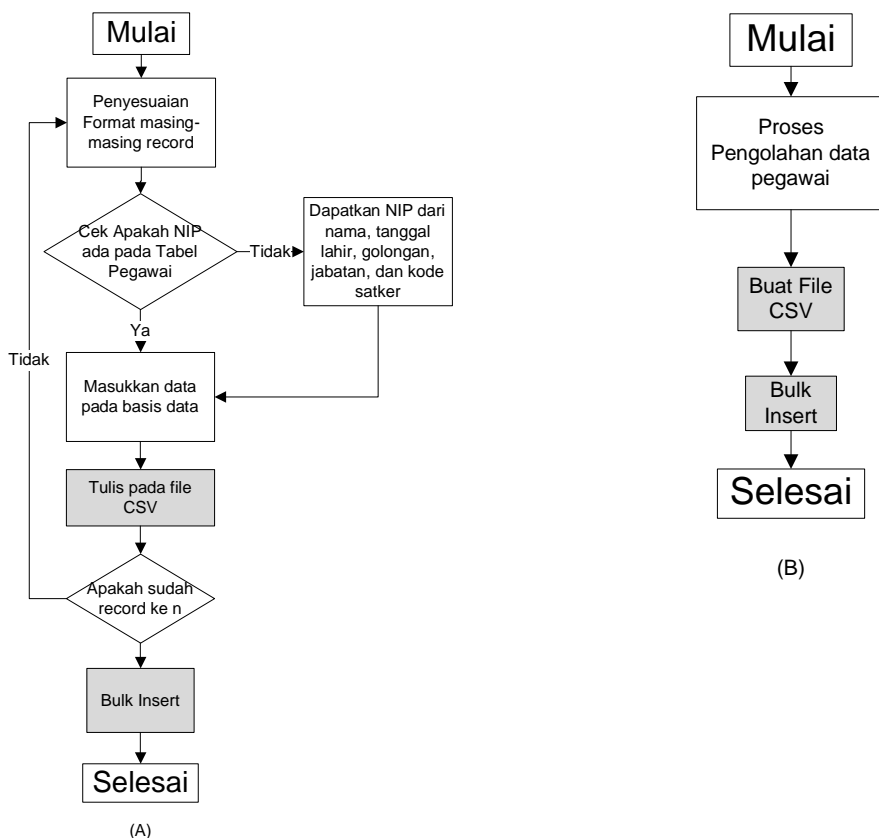 Mulai
Penyesuaian
Format masing-
masing record
Cek Apakah NIP
ada pada Tabel
Pegawai
Tidak
Dapatkan NIP dari
nama, tanggal
lahir, golongan,
jabatan, dan kode
satker
Ya
Tidak
Masukkan data
pada basis data
Tulis pada file
CSV
Apakah sudah
record ke n
Bulk Insert
Selesai
(A)
Mulai
Proses
Pengolahan data
pegawai
Buat File
CSV
Bulk
Insert
Selesai
(B)